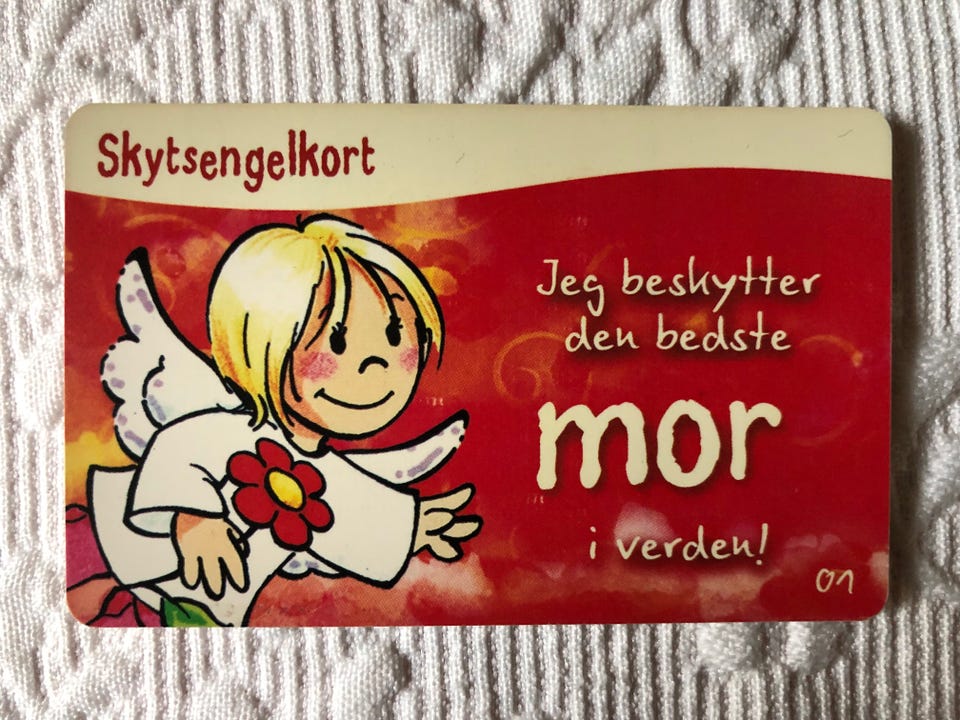 Skytsengelkort
Jeg beskytter
den bedste
mor
i verden!
01